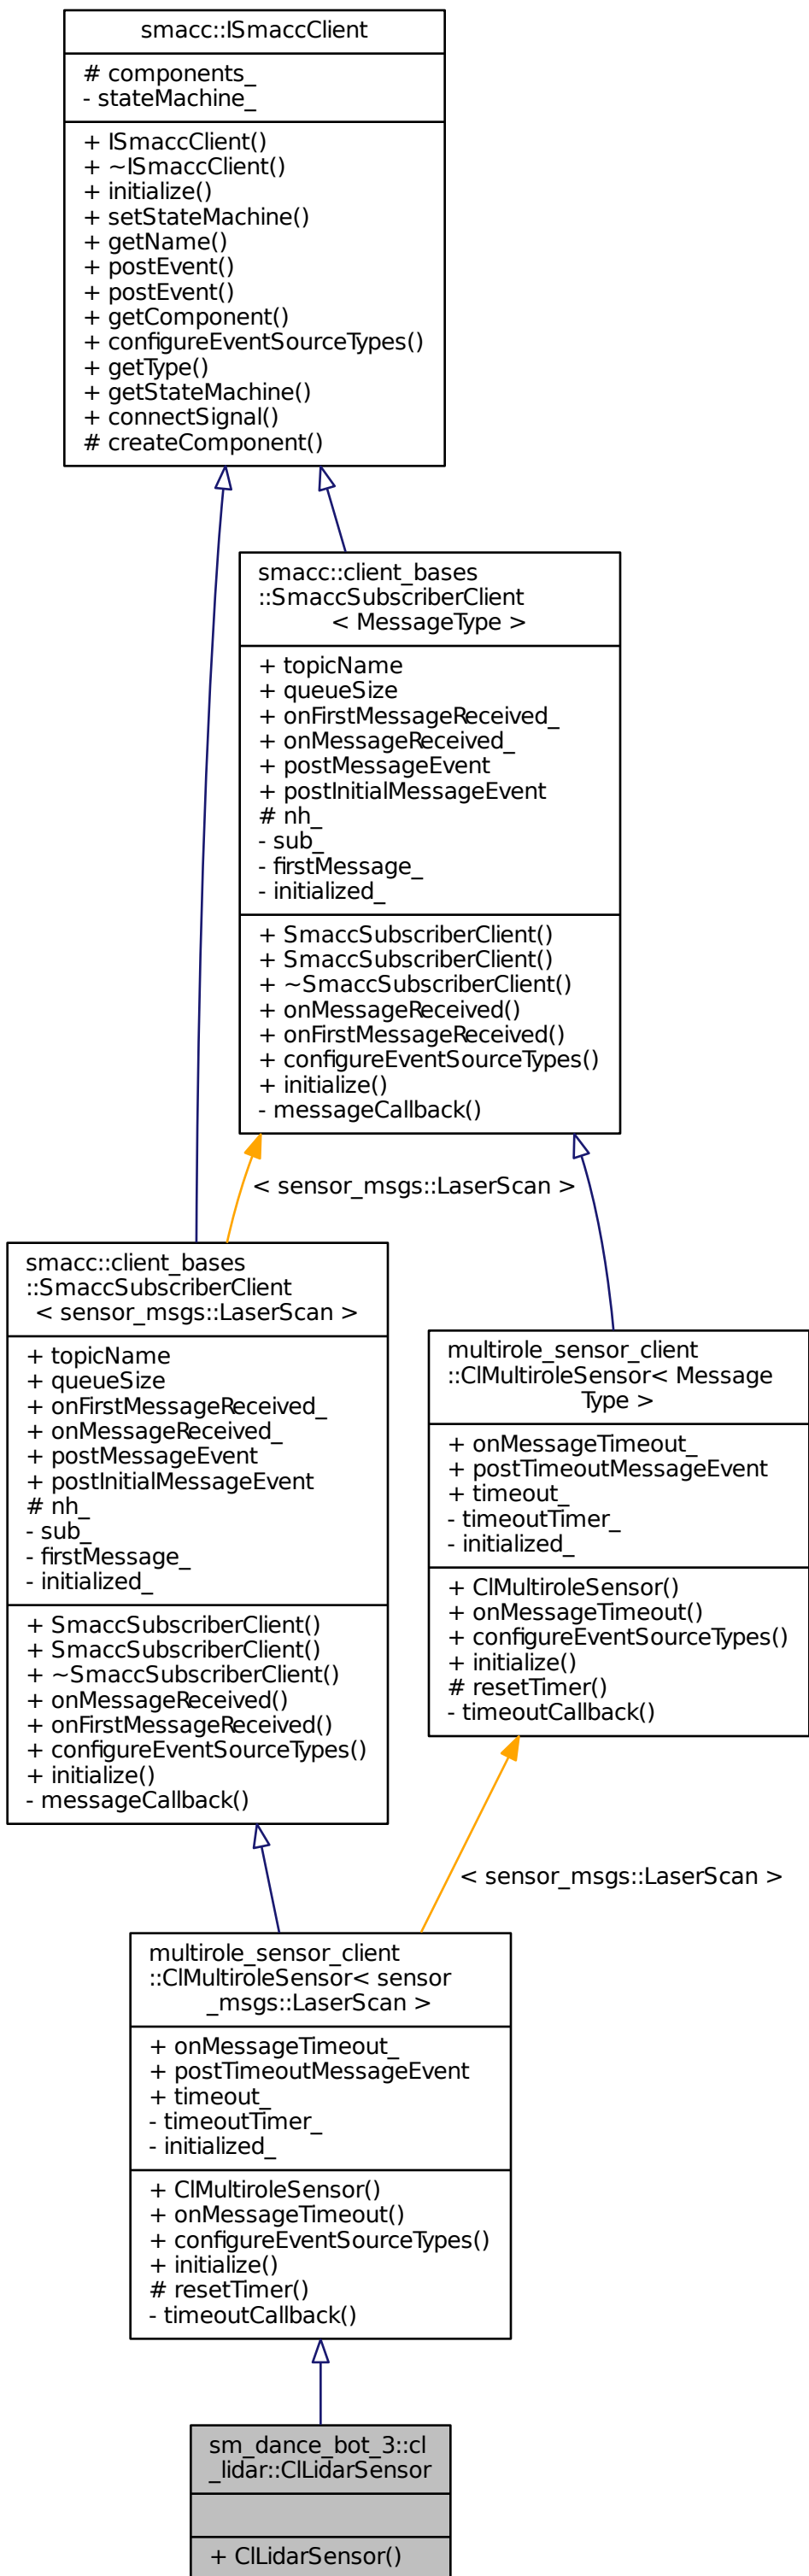 smacc::ISmaccClient
# components_
- stateMachine_
+ ISmaccClient()
+ ~ISmaccClient()
+ initialize()
+ setStateMachine()
+ getName()
+ postEvent()
+ postEvent()
+ getComponent()
+ configureEventSourceTypes()
+ getType()
+ getStateMachine()
+ connectSignal()
# createComponent()
smacc::client_bases
::SmaccSubscriberClient
< MessageType >
+ topicName
+ queueSize
+ onFirstMessageReceived_
+ onMessageReceived_
+ postMessageEvent
+ postInitialMessageEvent
# nh_
- sub_
- firstMessage_
- initialized_
+ SmaccSubscriberClient()
+ SmaccSubscriberClient()
+ ~SmaccSubscriberClient()
+ onMessageReceived()
+ onFirstMessageReceived()
+ configureEventSourceTypes()
+ initialize()
- messageCallback()
< sensor_msgs::LaserScan >
smacc::client_bases
::SmaccSubscriberClient
< sensor_msgs::LaserScan >
+ topicName
+ queueSize
+ onFirstMessageReceived_
+ onMessageReceived_
+ postMessageEvent
+ postInitialMessageEvent
# nh_
- sub_
- firstMessage_
- initialized_
+ SmaccSubscriberClient()
+ SmaccSubscriberClient()
+ ~SmaccSubscriberClient()
+ onMessageReceived()
+ onFirstMessageReceived()
+ configureEventSourceTypes()
+ initialize()
- messageCallback()
multirole_sensor_client
::ClMultiroleSensor< Message
Type >
+ onMessageTimeout_
+ postTimeoutMessageEvent
+ timeout_
- timeoutTimer_
- initialized_
+ ClMultiroleSensor()
+ onMessageTimeout()
+ configureEventSourceTypes()
+ initialize()
# resetTimer()
- timeoutCallback()
< sensor_msgs::LaserScan >
multirole_sensor_client
::ClMultiroleSensor< sensor
_msgs::LaserScan >
+ onMessageTimeout_
+ postTimeoutMessageEvent
+ timeout_
- timeoutTimer_
- initialized_
+ ClMultiroleSensor()
+ onMessageTimeout()
+ configureEventSourceTypes()
+ initialize()
# resetTimer()
- timeoutCallback()
sm_dance_bot_3::cl
_lidar::ClLidarSensor
+ ClLidarSensor()